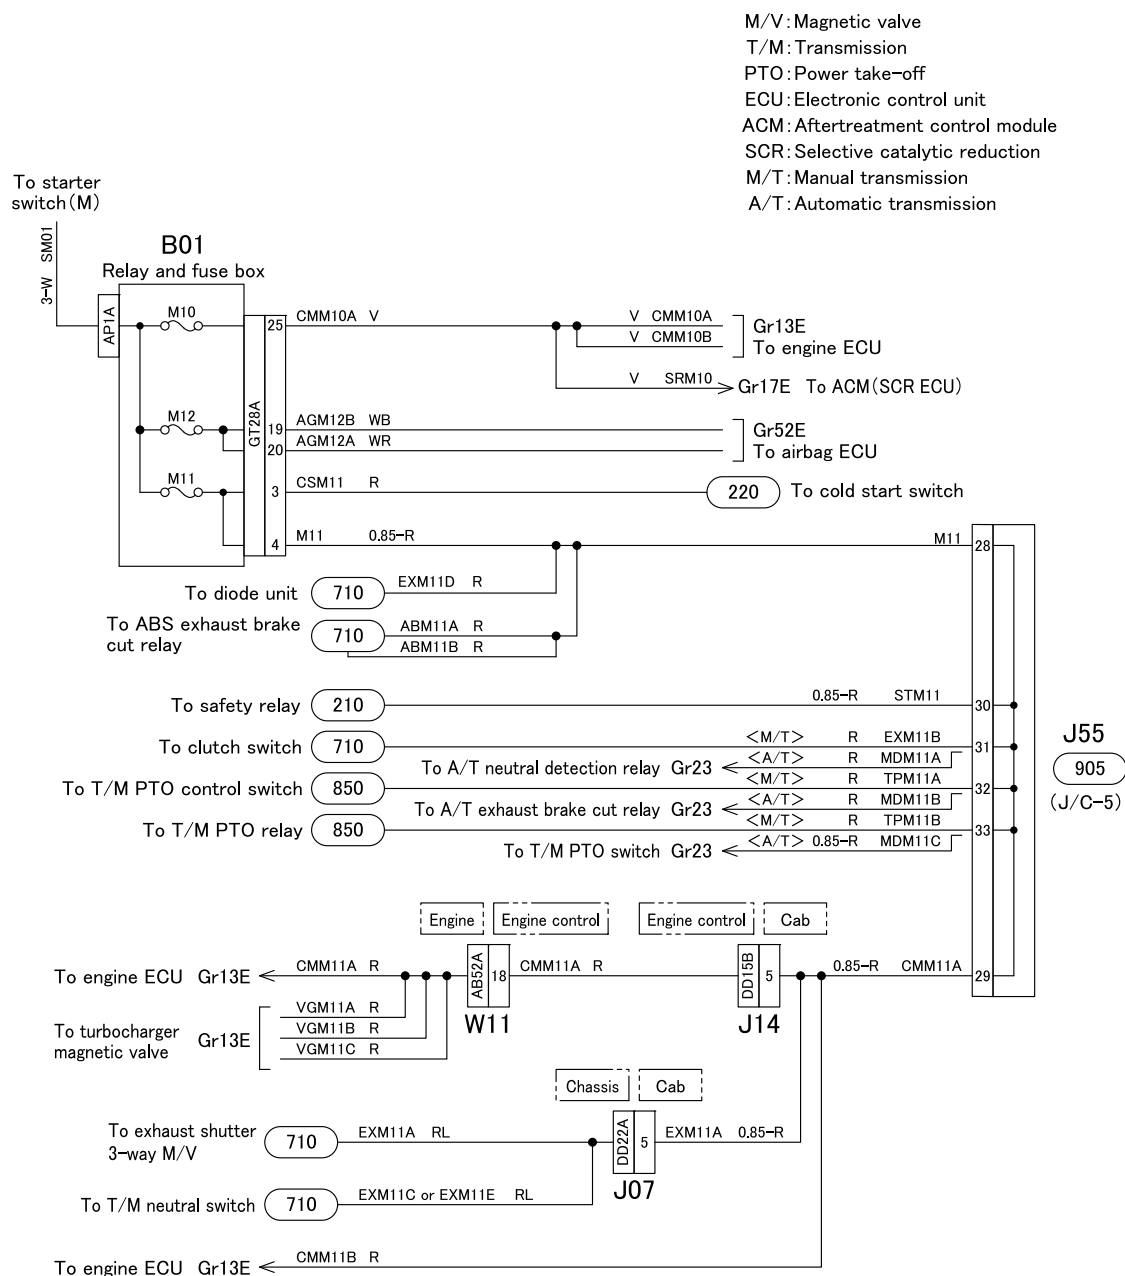 M/V:Magnetic valve
T/M:Transmission
PTO:Power take-off
ECU:Electronic control unit
ACM:Aftertreatment control module
SCR:Selective catalytic reduction
M/T:Manual transmission
A/T:Automatic transmission
To starter
switch(M)
3-W SM01
B01
Relay and fuse box
AP1A
M10
M12
M11
GT28A
25
CMM10A V
V CMM10A
V CMM10B
Gr13E
To engine ECU
V SRM10
Gr17E To ACM(SCR ECU)
19
AGM12B WB
20
AGM12A WR
Gr52E
To airbag ECU
3
CSM11 R
220
To cold start switch
4
M11 0.85-R
M11
28
To diode unit
710
EXM11D R
To ABS exhaust brake
cut relay
710
ABM11A R
ABM11B R
To safety relay
210
0.85-R STM11
30
To clutch switch
710
<M/T> R EXM11B
31
To A/T neutral detection relay Gr23
<A/T> R MDM11A
To T/M PTO control switch
850
<M/T> R TPM11A
32
To A/T exhaust brake cut relay Gr23
<A/T> R MDM11B
To T/M PTO relay
850
<M/T> R TPM11B
33
To T/M PTO switch Gr23
<A/T> 0.85-R MDM11C
J55
905
(J/C-5)
Engine
Engine control
Engine control
Cab
To engine ECU Gr13E
CMM11A R
AB52A
18
W11
CMM11A R
DD15B
5
J14
0.85-R CMM11A
29
To turbocharger
magnetic valve
Gr13E
VGM11A R
VGM11B R
VGM11C R
Chassis
Cab
To exhaust shutter
3-way M/V
710
EXM11A RL
DD22A
5
J07
EXM11A 0.85-R
To T/M neutral switch
710
EXM11C or EXM11E RL
To engine ECU Gr13E
CMM11B R